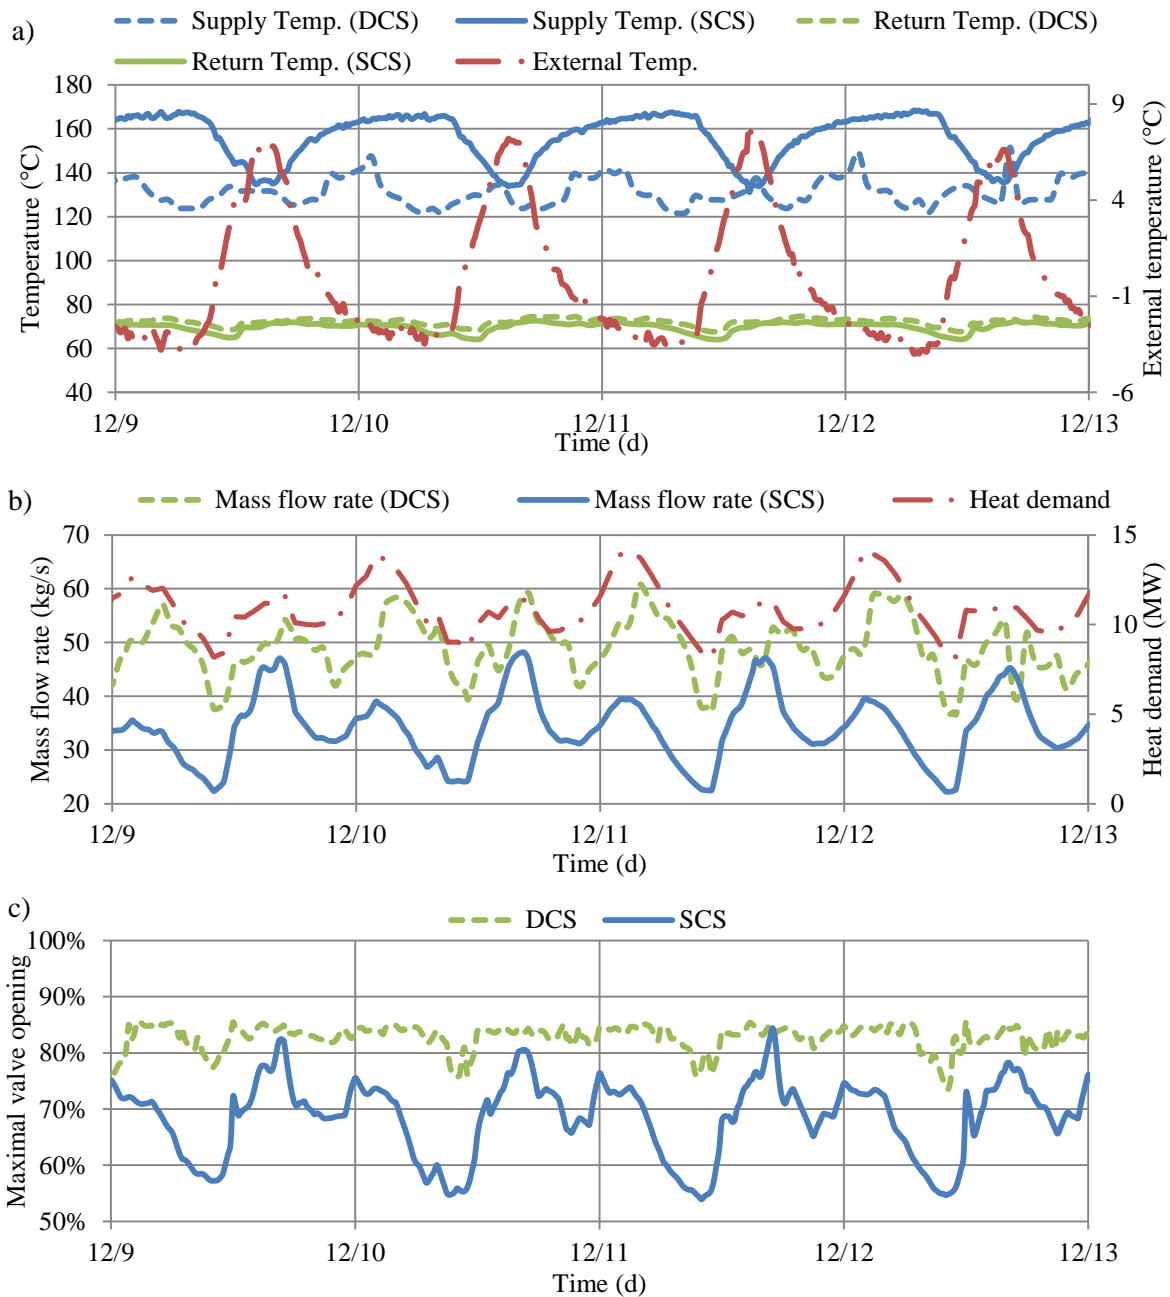 a)
Supply Temp. (DCS) Supply Temp. (SCS) Return Temp. (DCS)
Return Temp. (SCS) External Temp.
Temperature (°C)
180
160
140
120
100
80
60
40
9
4
-1
-6
External temperature (°C)
12/9 12/10 12/11 12/12 12/13
Time (d)
b)
Mass flow rate (DCS) Mass flow rate (SCS) Heat demand
Mass flow rate (kg/s)
70
60
50
40
30
20
15
10
5
0
Heat demand (MW)
12/9 12/10 12/11 12/12 12/13
Time (d)
c)
DCS SCS
Maximal valve opening
100%
90%
80%
70%
60%
50%
12/9 12/10 12/11 12/12 12/13
Time (d)